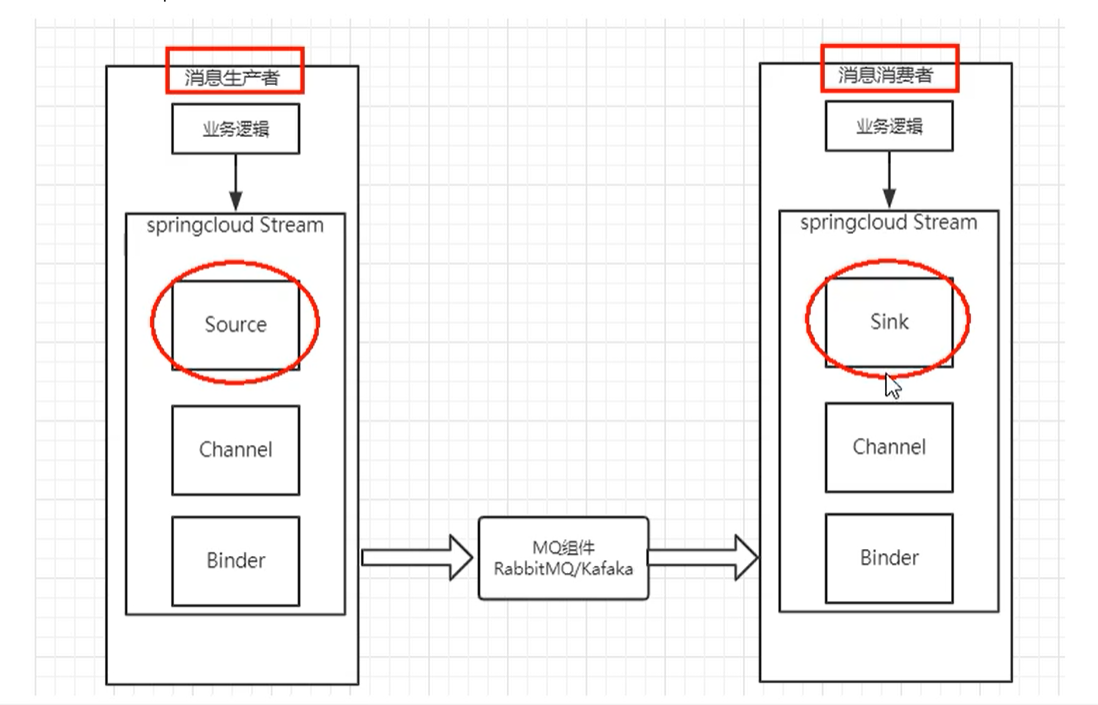 消息生产者
业务逻辑
springcloud Stream
Source
Channel
Binder
MQ组件
RabbitMQ/Kafaka
消息消费者
业务逻辑
springcloud Stream
Sink
Channel
Binder